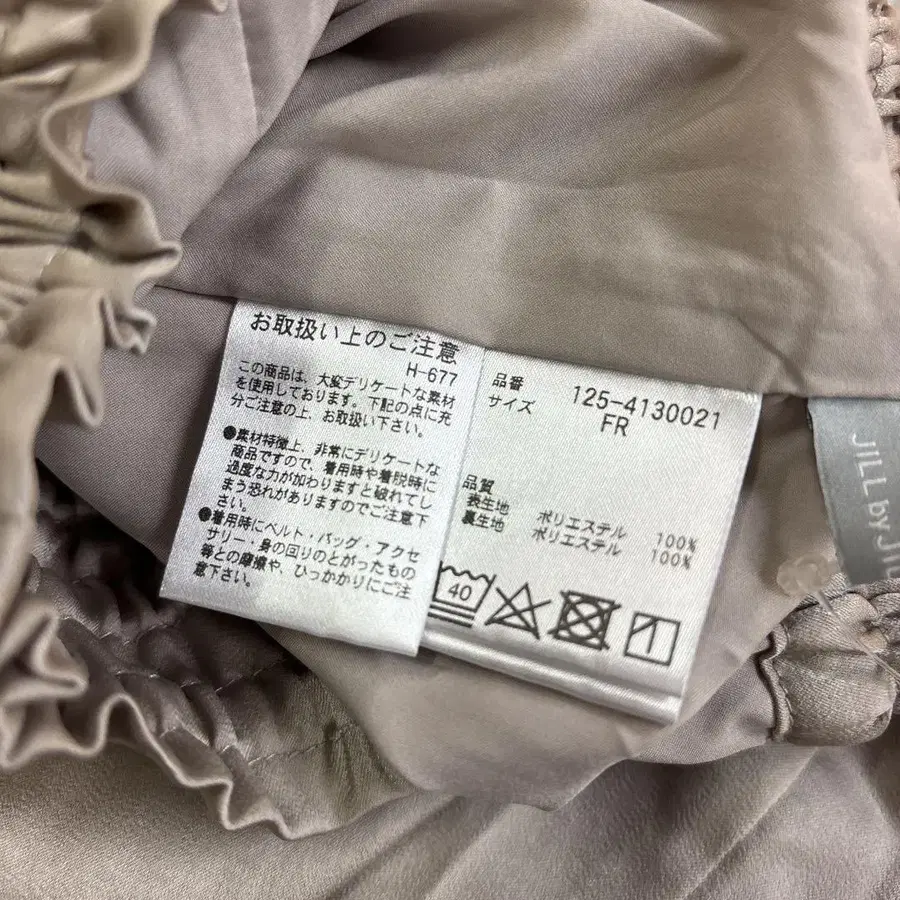 お取扱い上のご注意
H-677
この商品は、大変デリケートな素材
を使用しております。下記の点に充
分ご注意の上、お取扱い下さい。
●素材特徴上、非常にデリケートな
商品ですので、着用時や着脱時に
過度な力が加わりますと破れてし
まう恐れがありますのでご注意下
さい。
●着用時にベルト・バッグ・アクセ
サリー・身の回りのとがったもの
等との摩擦や、ひっかかりにご注
意下さい。
品番 125-4130021
サイズ FR
品質
表生地 ポリエステル 100%
裏生地 ポリエステル 100%
40
JILL by